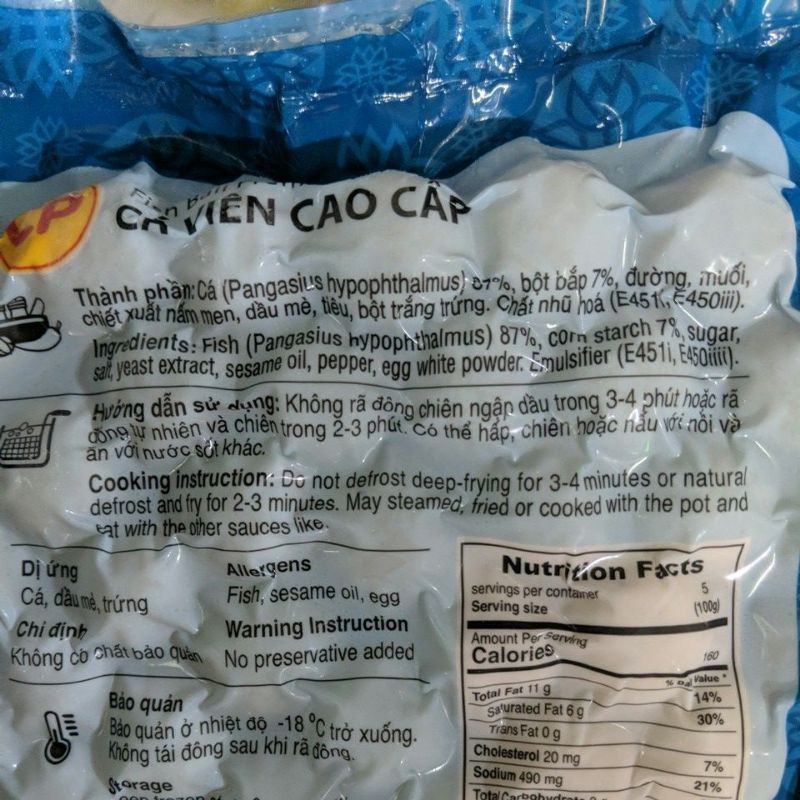 CP
Fish Ball
CÁ VIÊN CAO CẤP
Thành phần: Cá (Pangasius hypophthalmus) 87%, bột bắp 7%, đường, muối,
chiết xuất nấm men, dầu mè, tiêu, bột trắng trứng. Chất nhũ hoá (E451i, E450iii).
Ingredients: Fish (Pangasius hypophthalmus) 87%, corn starch 7%, sugar,
salt, yeast extract, sesame oil, pepper, egg white powder. Emulsifier (E451i, E450iiii).
Hướng dẫn sử dụng: Không rã đông chiên ngập dầu trong 3-4 phút hoặc rã
đông tự nhiên và chiên trong 2-3 phút. Có thể hấp, chiên hoặc nấu với nồi và
ăn với nước sốt khác.
Cooking instruction: Do not defrost deep-frying for 3-4 minutes or natural
defrost and fry for 2-3 minutes. May steamed, fried or cooked with the pot and
eat with the other sauces like.
Dị ứng
Cá, dầu mè, trứng
Allergens
Fish, sesame oil, egg
Chỉ định
Không có chất bảo quản
Warning Instruction
No preservative added
Bảo quản
Bảo quản ở nhiệt độ -18 °C trở xuống.
Không tái đông sau khi rã đông.
Storage
Nutrition Facts
servings per container 5
Serving size (100g)
Amount Per Serving
Calories 160
% Value *
Total Fat 11 g 14%
Saturated Fat 6 g 30%
Trans Fat 0 g
Cholesterol 20 mg 7%
Sodium 490 mg 21%
Total Carbohydrate